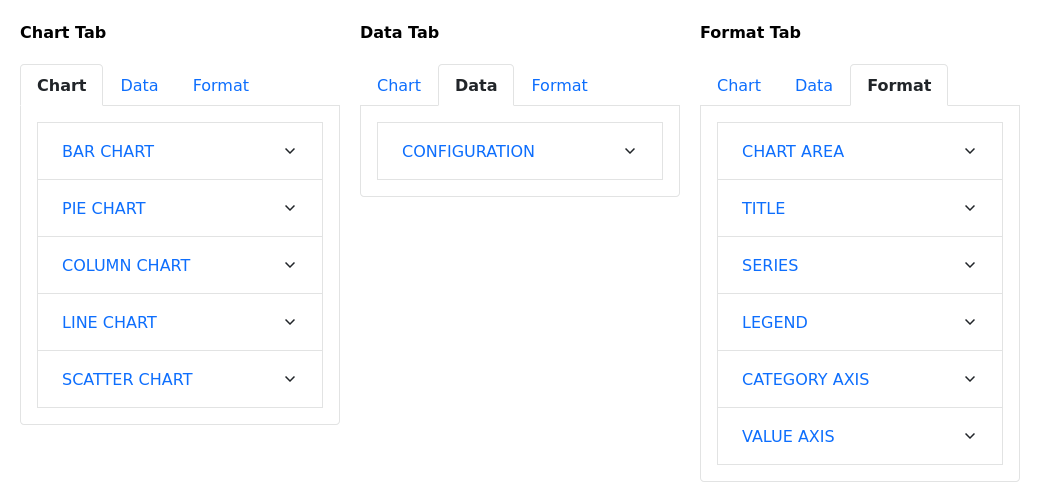 Chart Tab
Chart Data Format
BAR CHART
PIE CHART
COLUMN CHART
LINE CHART
SCATTER CHART
Data Tab
Chart Data Format
CONFIGURATION
Format Tab
Chart Data Format
CHART AREA
TITLE
SERIES
LEGEND
CATEGORY AXIS
VALUE AXIS